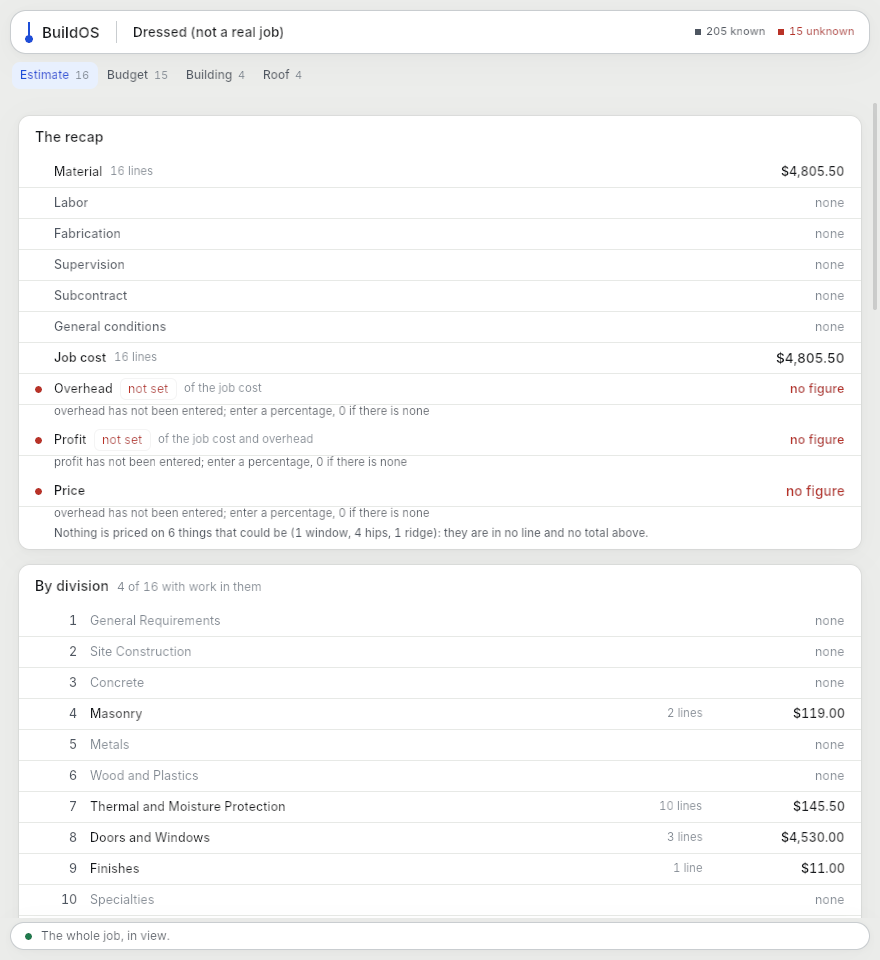 BuildOS Dressed (not a real job) 205 known 15 unknown
Estimate 16 Budget 15 Building 4 Roof 4
The recap
Material 16 lines $4,805.50
Labor none
Fabrication none
Supervision none
Subcontract none
General conditions none
Job cost 16 lines $4,805.50
Overhead not set of the job cost no figure
overhead has not been entered; enter a percentage, 0 if there is none
Profit not set of the job cost and overhead no figure
profit has not been entered; enter a percentage, 0 if there is none
Price no figure
overhead has not been entered; enter a percentage, 0 if there is none
Nothing is priced on 6 things that could be (1 window, 4 hips, 1 ridge): they are in no line and no total above.
By division 4 of 16 with work in them
1 General Requirements none
2 Site Construction none
3 Concrete none
4 Masonry 2 lines $119.00
5 Metals none
6 Wood and Plastics none
7 Thermal and Moisture Protection 10 lines $145.50
8 Doors and Windows 3 lines $4,530.00
9 Finishes 1 line $11.00
10 Specialties none
The whole job, in view.